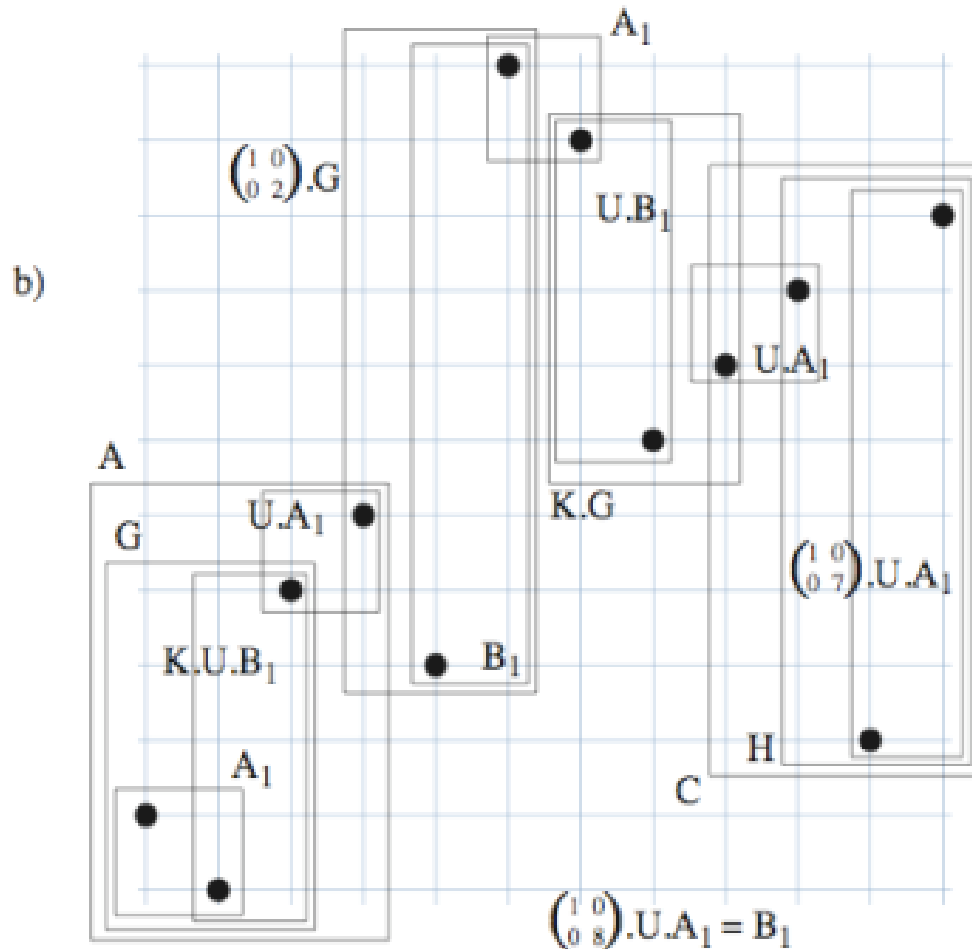 A₁
(1 0
0 2).G
U.B₁
b)
U.A₁
A
K.G
U.A₁
G
(1 0
0 7).U.A₁
K.U.B₁
B₁
H
A₁
C
(1 0
0 8).U.A₁ = B₁